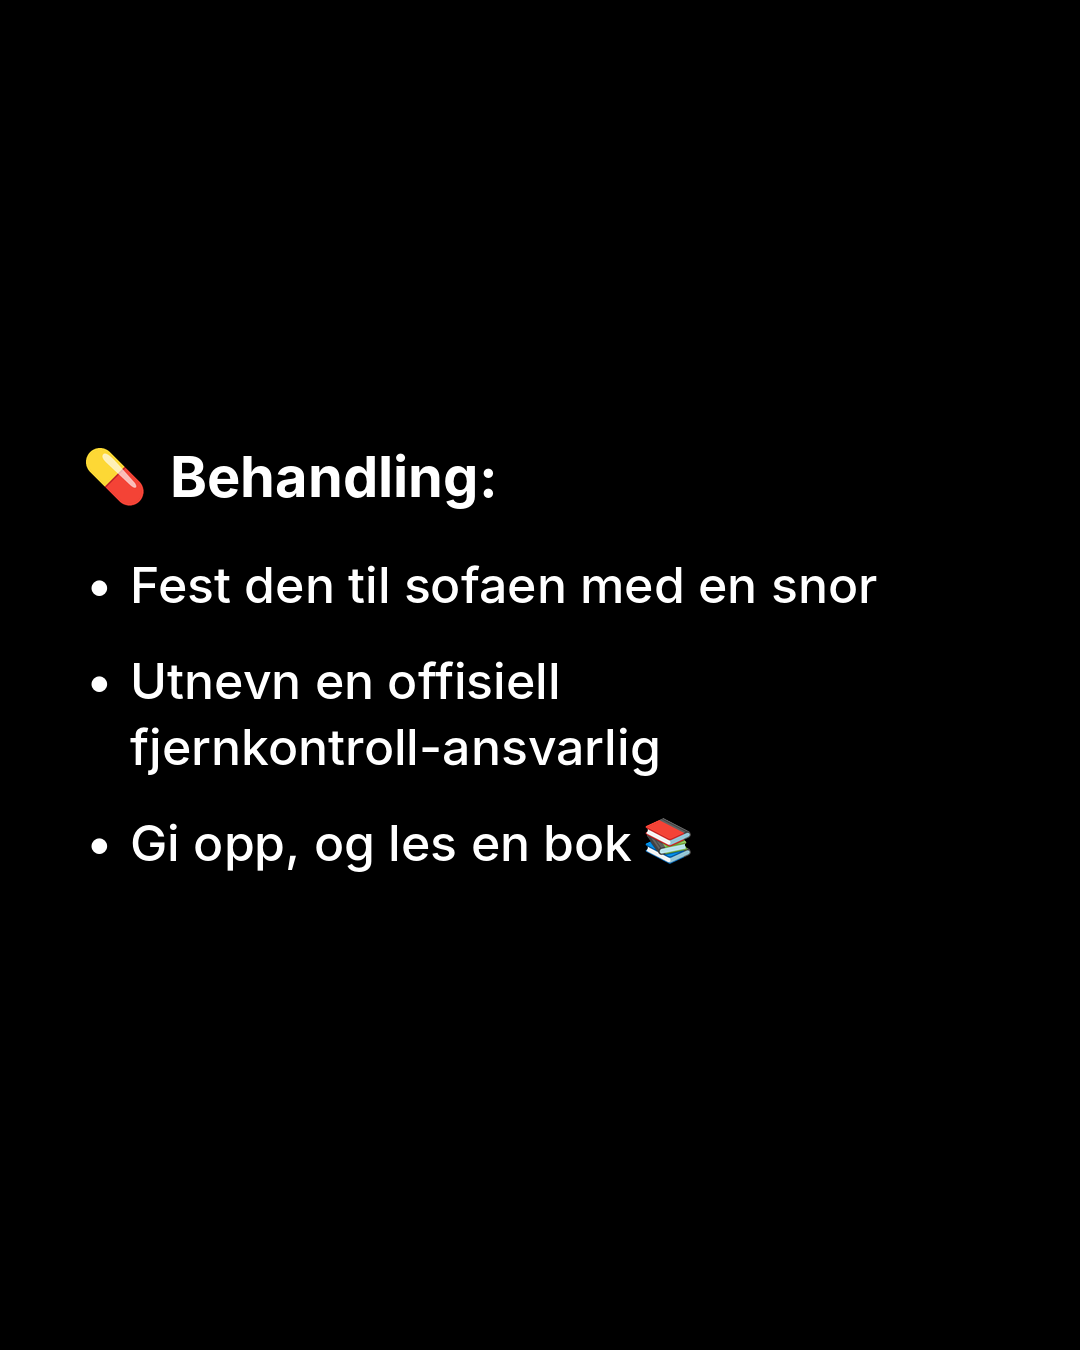 💊 Behandling:
• Fest den til sofaen med en snor
• Utnevn en offisiell
fjernkontroll-ansvarlig
• Gi opp, og les en bok 📚